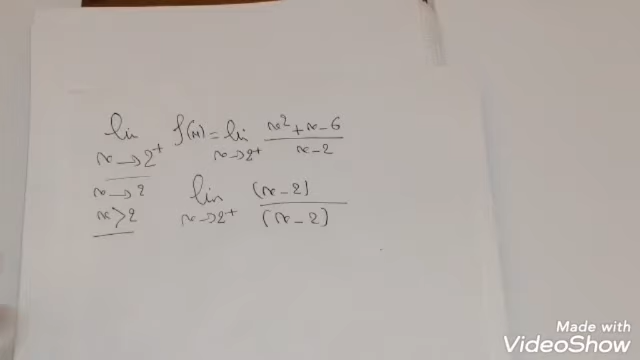 lim f(x) = lim x² + x - 6
x→2⁺ x→2⁺ x - 2
x→2 lim (x - 2)
x>2 x→2⁺ (x - 2)
Made with
VideoShow